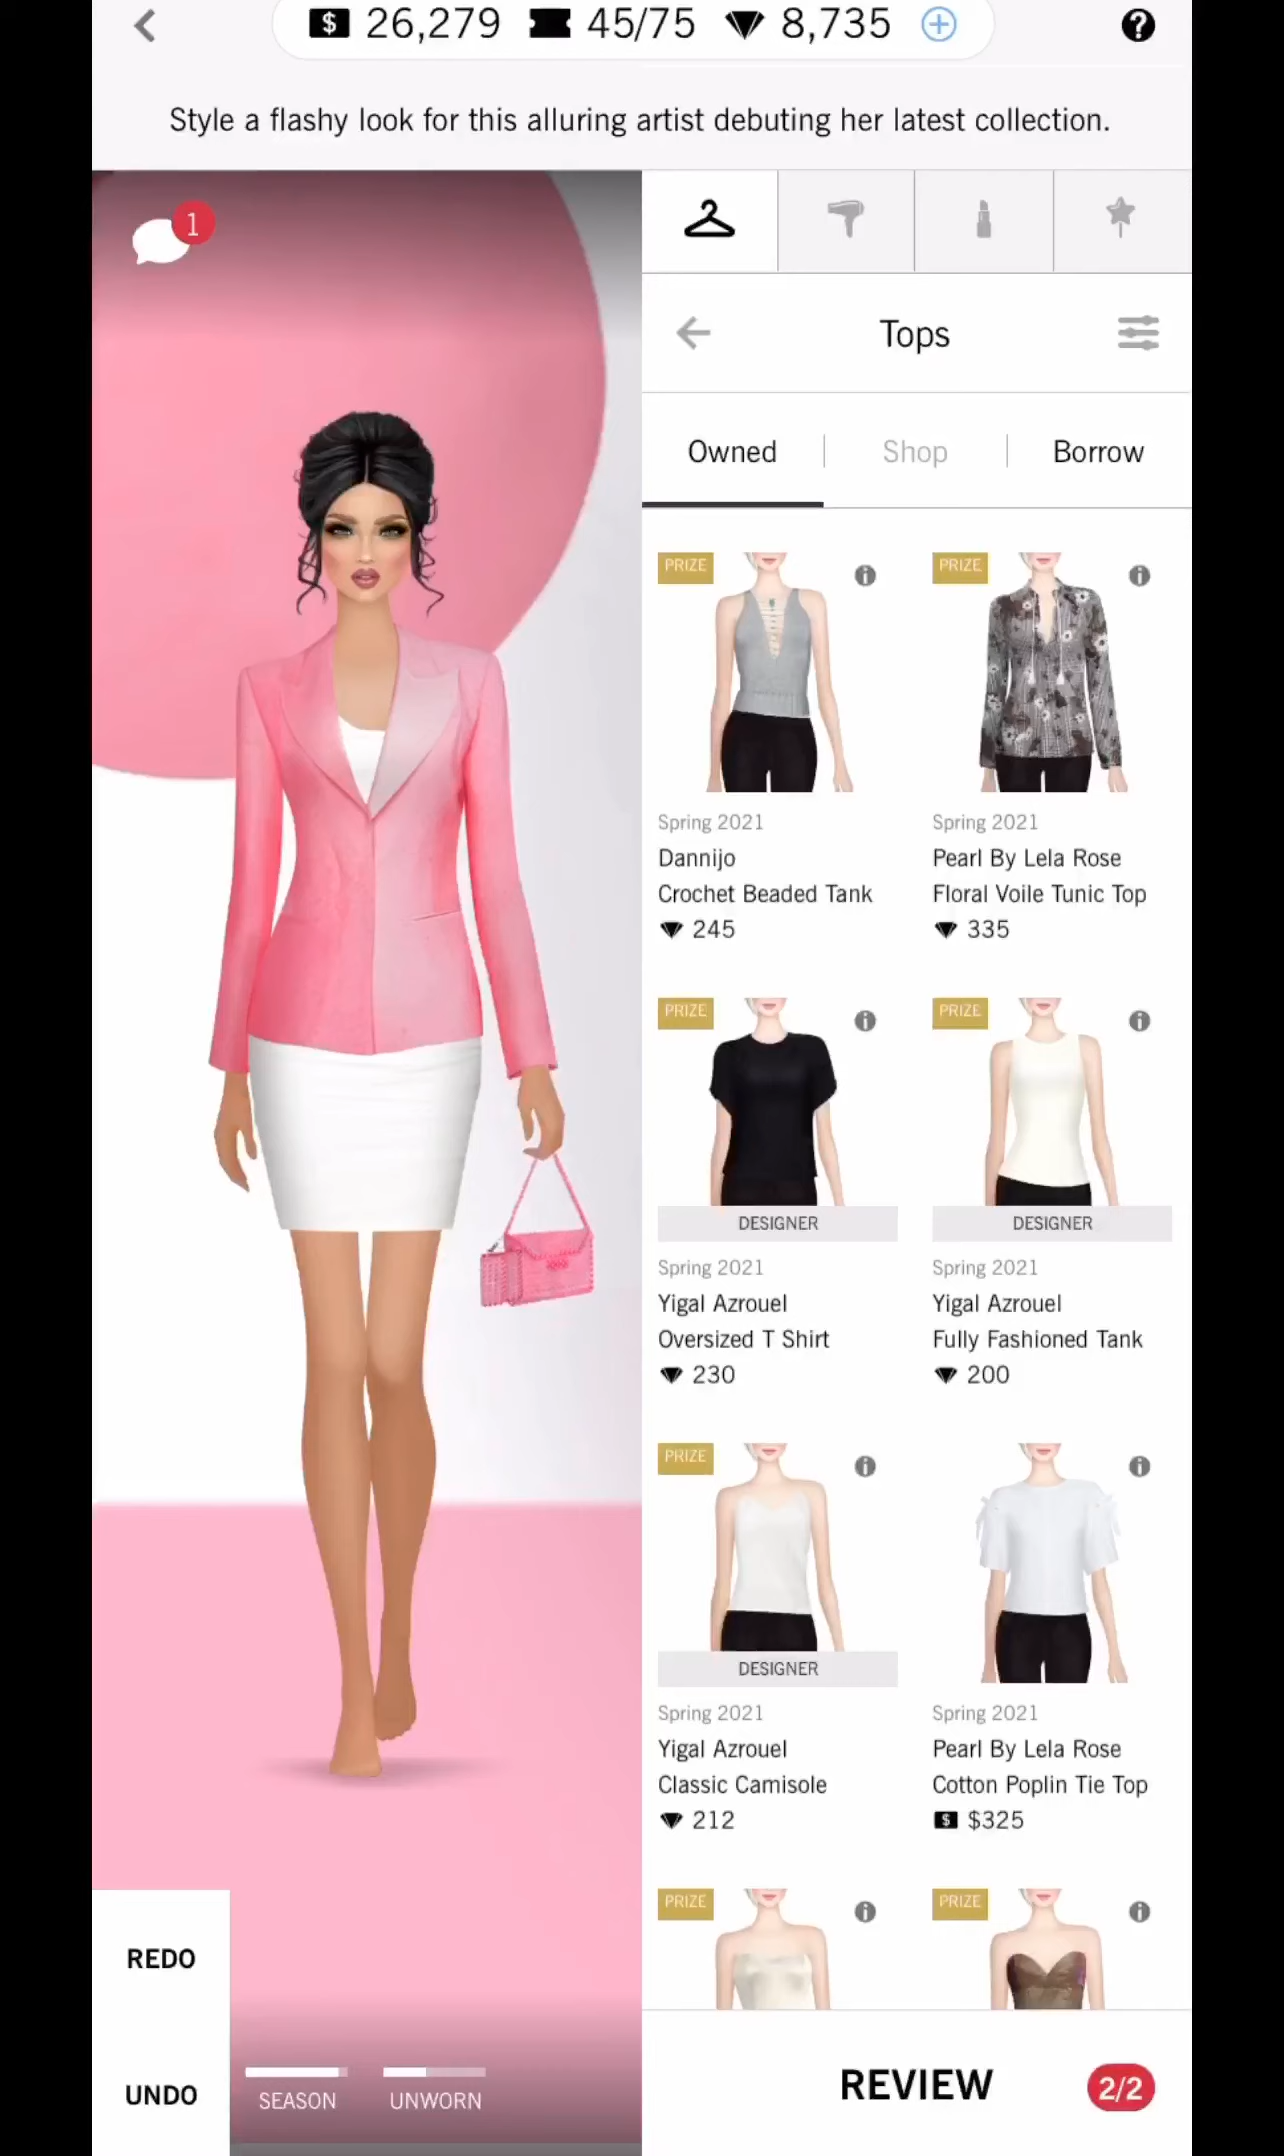 $ 26,279 45/75 8,735 + ?
Style a flashy look for this alluring artist debuting her latest collection.
1
Tops
Owned Shop Borrow
PRIZE i PRIZE i
Spring 2021 Spring 2021
Dannijo Pearl By Lela Rose
Crochet Beaded Tank Floral Voile Tunic Top
245 335
PRIZE i PRIZE i
DESIGNER DESIGNER
Spring 2021 Spring 2021
Yigal Azrouel Yigal Azrouel
Oversized T Shirt Fully Fashioned Tank
230 200
PRIZE i i
DESIGNER
Spring 2021 Spring 2021
Yigal Azrouel Pearl By Lela Rose
Classic Camisole Cotton Poplin Tie Top
212 $ $325
PRIZE i PRIZE i
REDO
UNDO SEASON UNWORN
REVIEW 2/2